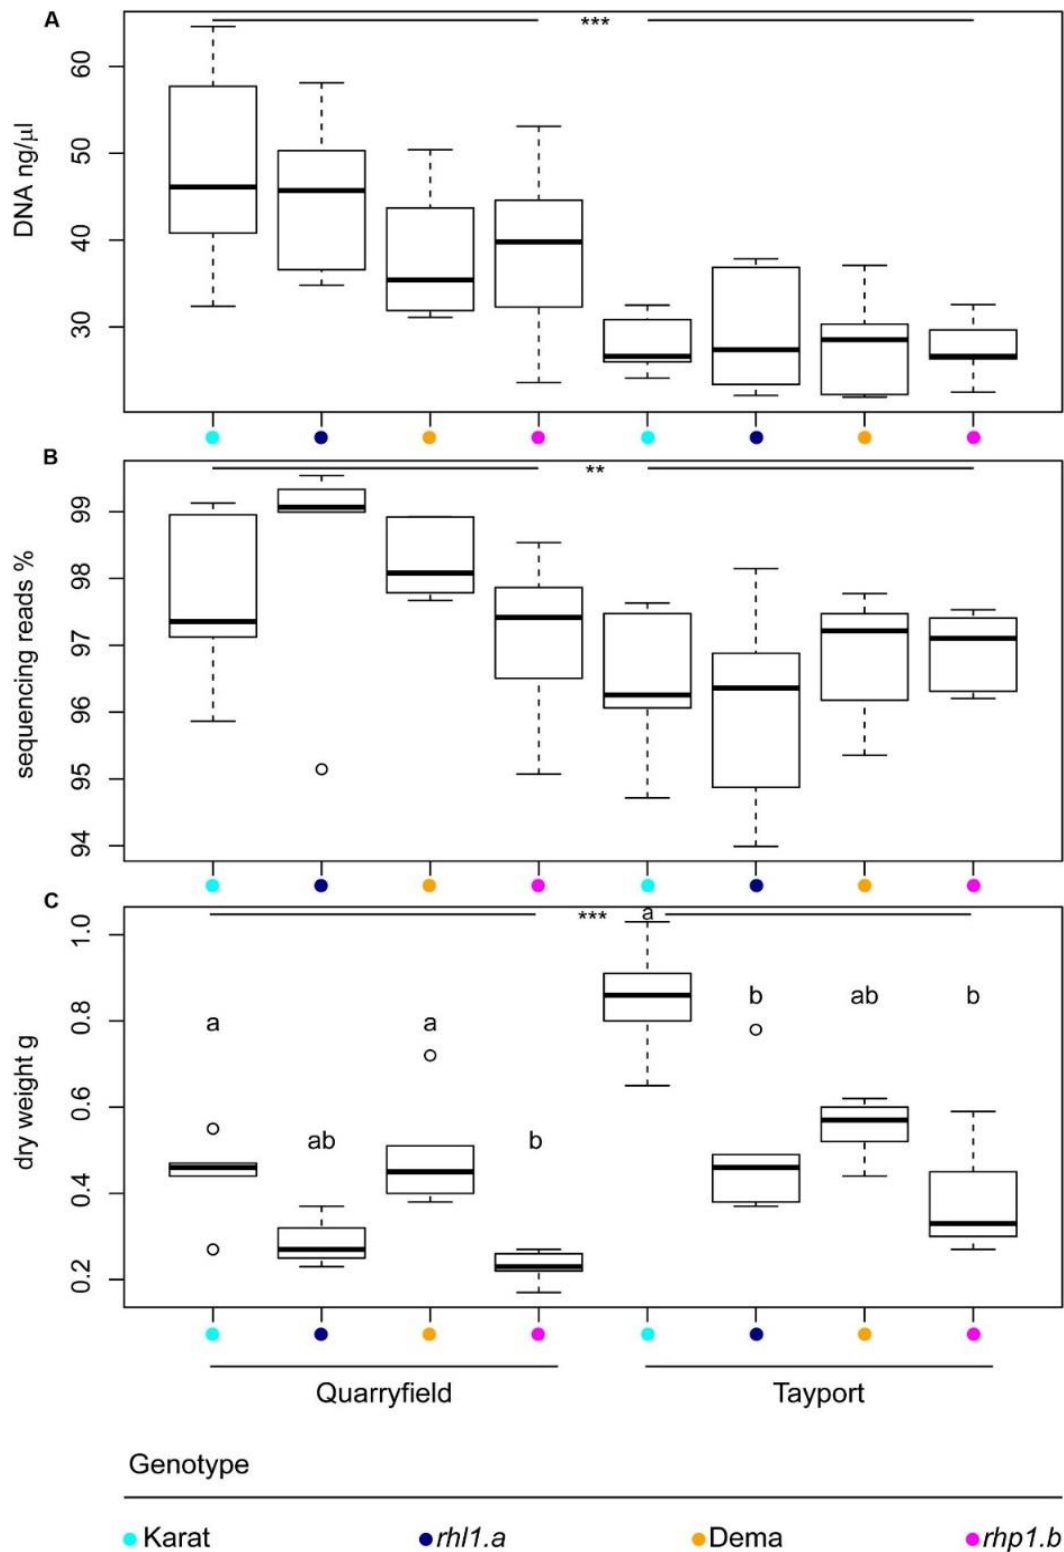 A
***
60
50
40
30
DNA ng/μl
B
**
99
98
97
96
95
94
sequencing reads %
C
*** a
1.0
0.8
0.6
0.4
0.2
dry weight g
a ab a b b ab b
Quarryfield Tayport
Genotype
Karat rhl1.a Dema rhp1.b